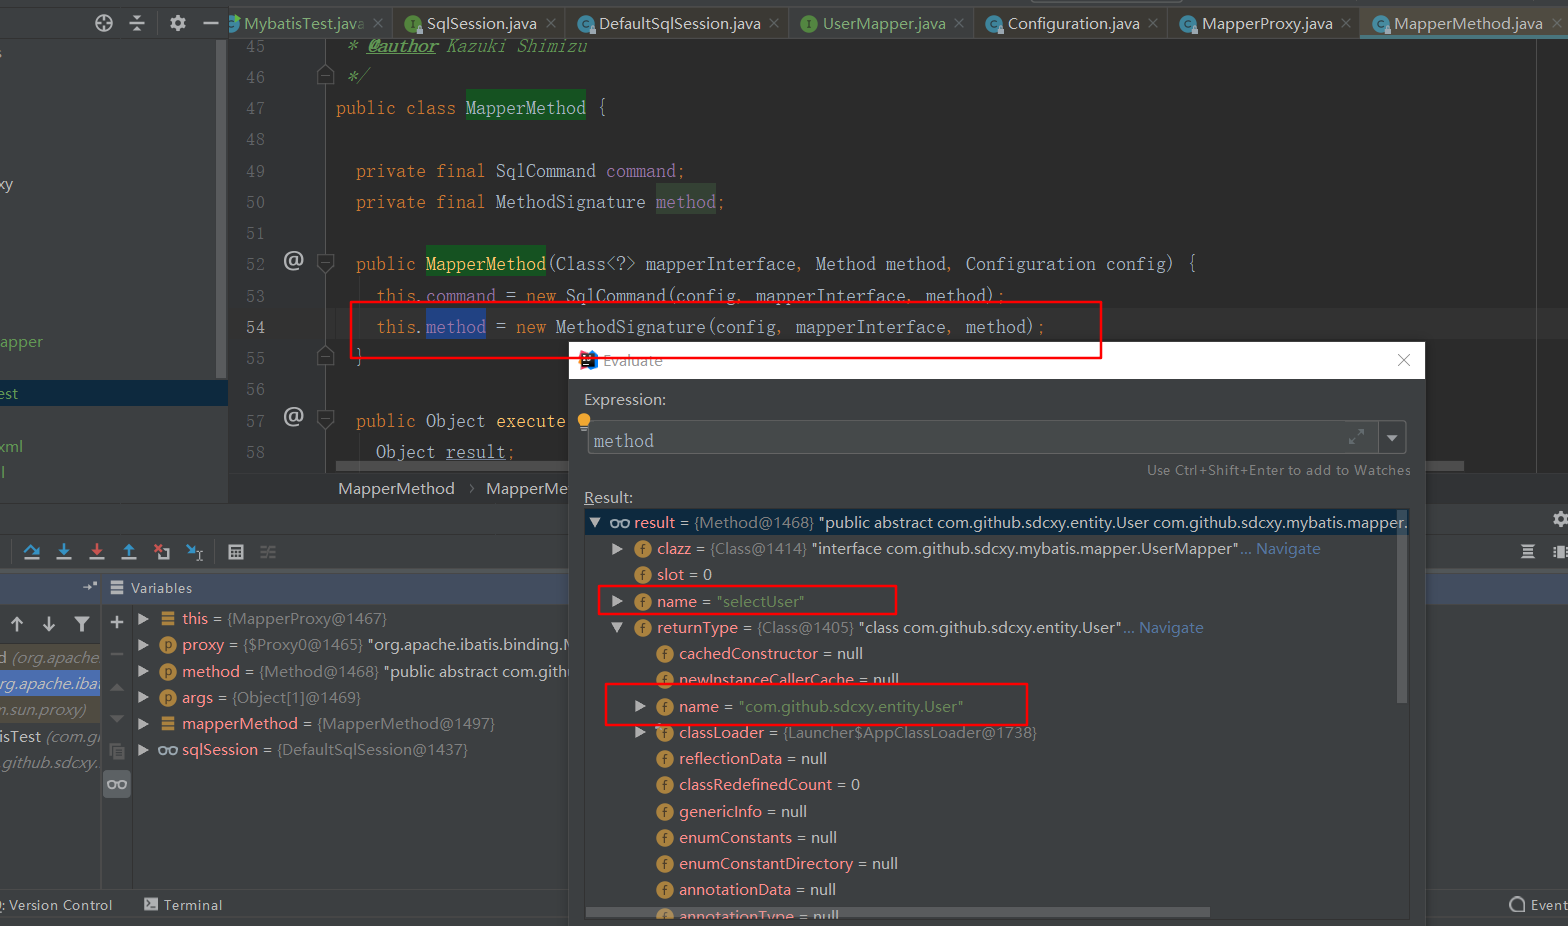 MybatisTest.java
SqlSession.java
DefaultSqlSession.java
UserMapper.java
Configuration.java
MapperProxy.java
MapperMethod.java
45 * @author Kazuki Shimizu
46 */
47 public class MapperMethod {
48
49 private final SqlCommand command;
50 private final MethodSignature method;
51
52 @ public MapperMethod(Class<?> mapperInterface, Method method, Configuration config) {
53 this.command = new SqlCommand(config, mapperInterface, method);
54 this.method = new MethodSignature(config, mapperInterface, method);
55 }
56
57 @ public Object execute
58 Object result;
MapperMethod › MapperMe
xy
apper
est
xml
l
Evaluate
Expression:
method
Use Ctrl+Shift+Enter to add to Watches
Result:
result = {Method@1468} "public abstract com.github.sdcxy.entity.User com.github.sdcxy.mybatis.mapper.
clazz = {Class@1414} "interface com.github.sdcxy.mybatis.mapper.UserMapper"... Navigate
slot = 0
name = "selectUser"
returnType = {Class@1405} "class com.github.sdcxy.entity.User"... Navigate
cachedConstructor = null
newInstanceCallerCache = null
name = "com.github.sdcxy.entity.User"
classLoader = {Launcher$AppClassLoader@1738}
reflectionData = null
classRedefinedCount = 0
genericInfo = null
enumConstants = null
enumConstantDirectory = null
annotationData = null
annotationType = null
Variables
this = {MapperProxy@1467}
proxy = {$Proxy0@1465} "org.apache.ibatis.binding.M
method = {Method@1468} "public abstract com.gith
args = {Object[1]@1469}
mapperMethod = {MapperMethod@1497}
sqlSession = {DefaultSqlSession@1437}
d (org.apache.
rg.apache.iba
n.sun.proxy)
isTest (com.gi
.github.sdcxy.
: Version Control
Terminal
Event